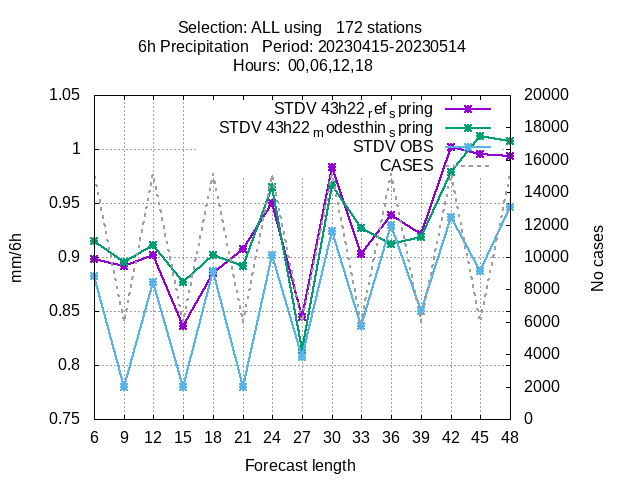 Selection: ALL using   172 stations
6h Precipitation   Period: 20230415-20230514
Hours:  00,06,12,18
STDV 43h22refspring
STDV 43h22modesthinspring
STDV OBS
CASES
1.05
1
0.95
0.9
0.85
0.8
0.75
mm/6h
20000
18000
16000
14000
12000
10000
8000
6000
4000
2000
0
No cases
6 9 12 15 18 21 24 27 30 33 36 39 42 45 48
Forecast length